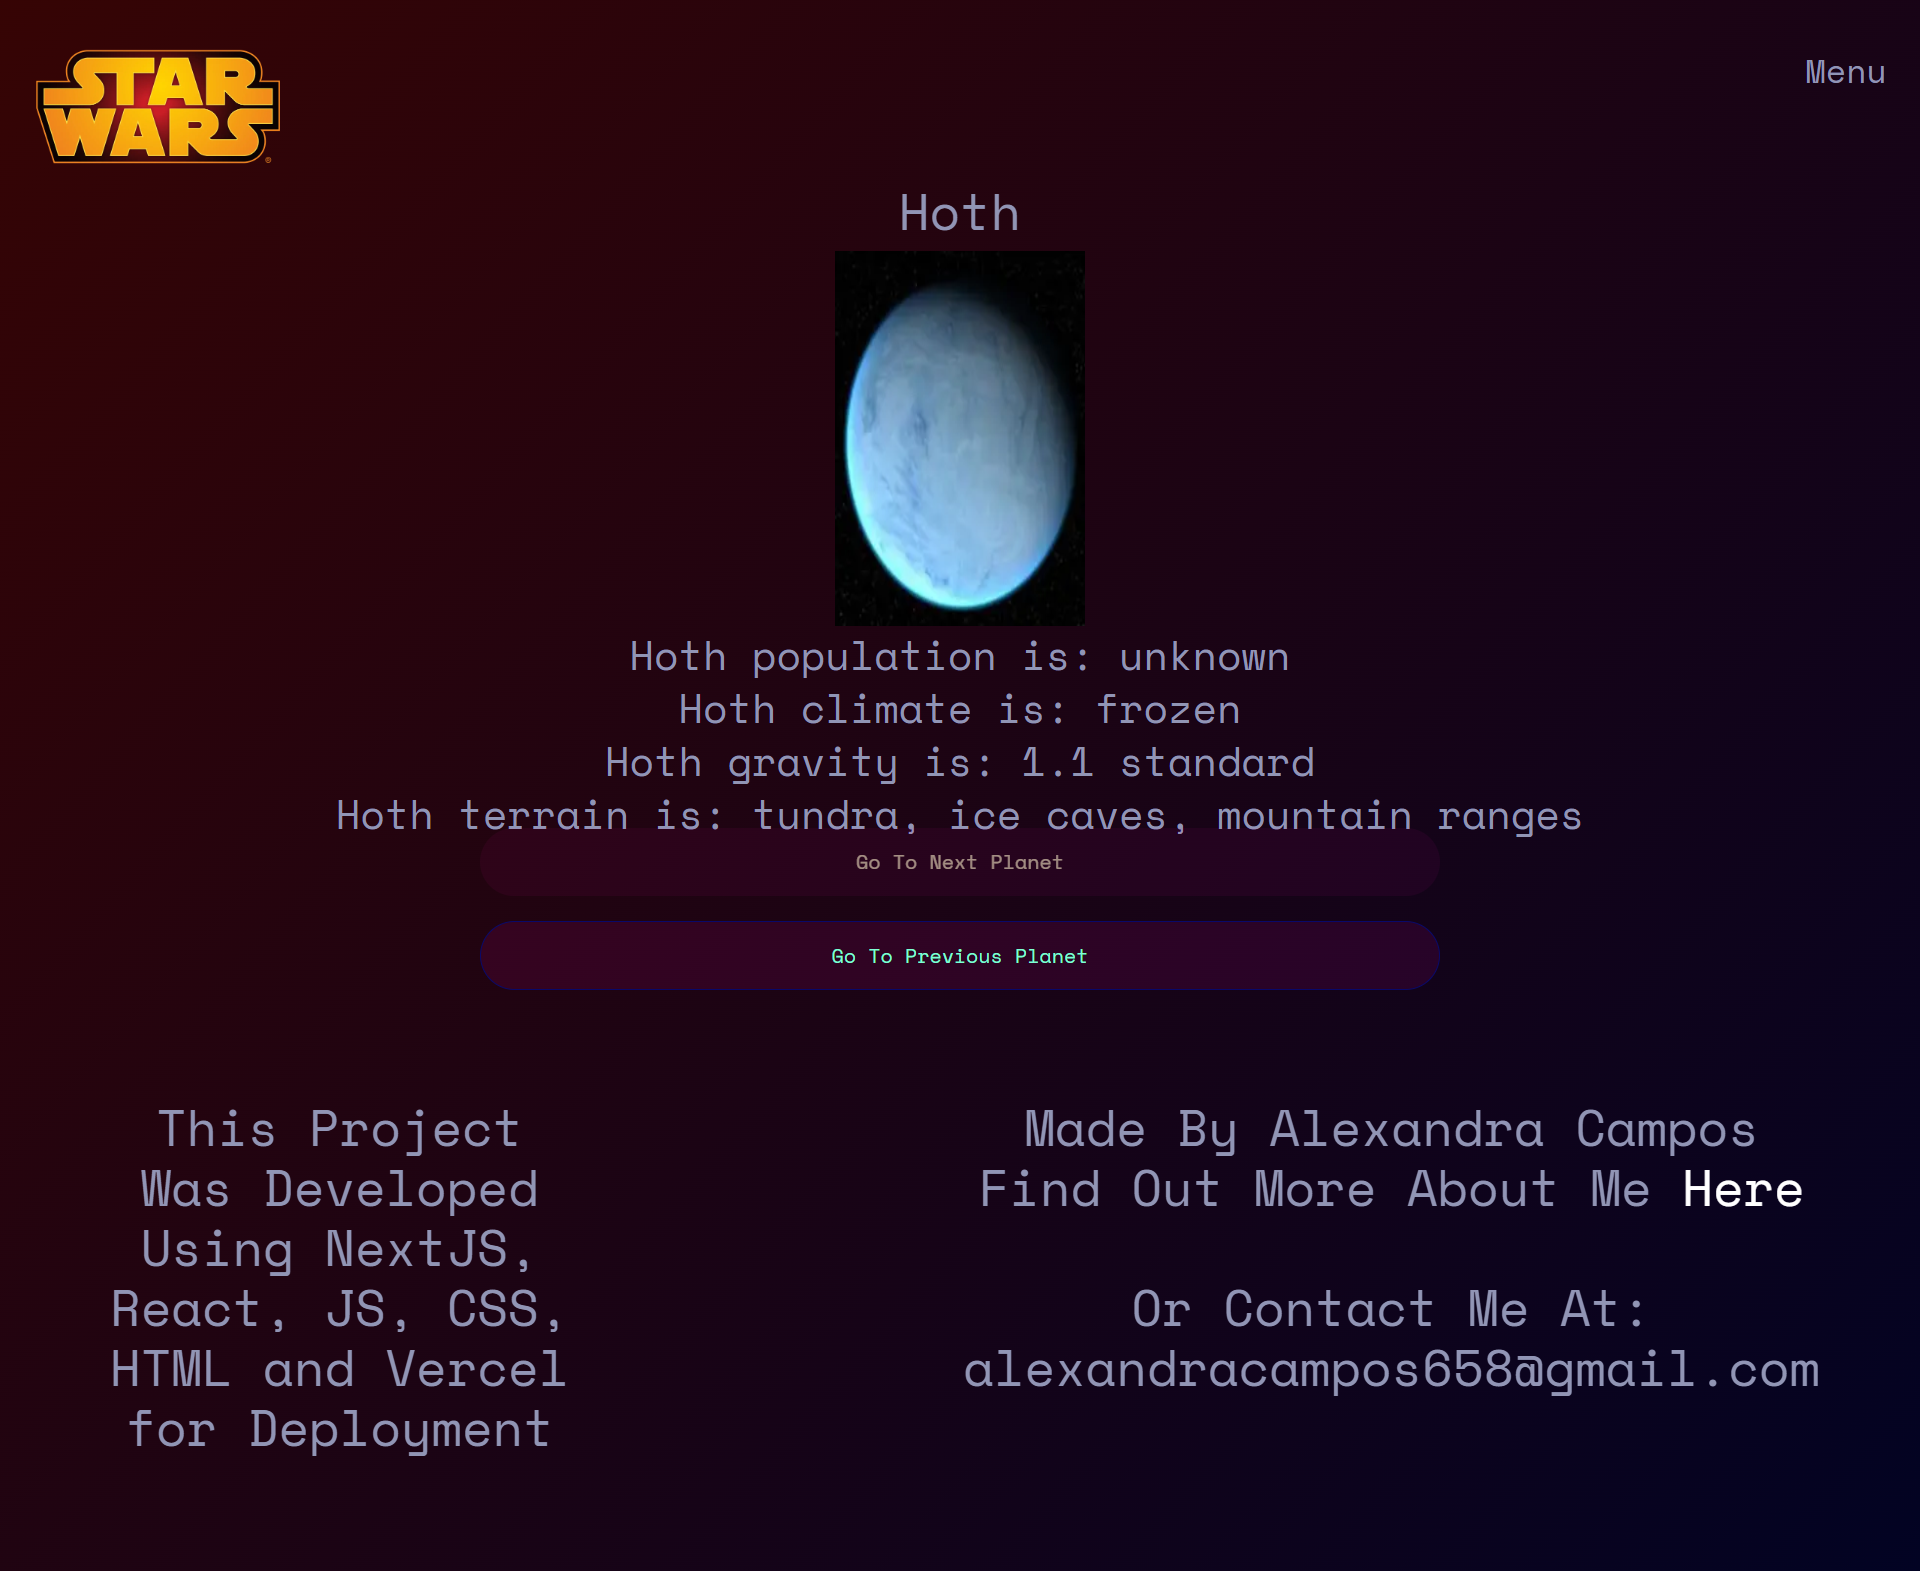 STAR
WARS
®
Menu
Hoth
Hoth population is: unknown
Hoth climate is: frozen
Hoth gravity is: 1.1 standard
Hoth terrain is: tundra, ice caves, mountain ranges
Go To Next Planet
Go To Previous Planet
This Project
Was Developed
Using NextJS,
React, JS, CSS,
HTML and Vercel
for Deployment
Made By Alexandra Campos
Find Out More About Me Here
Or Contact Me At:
alexandracampos658@gmail.com